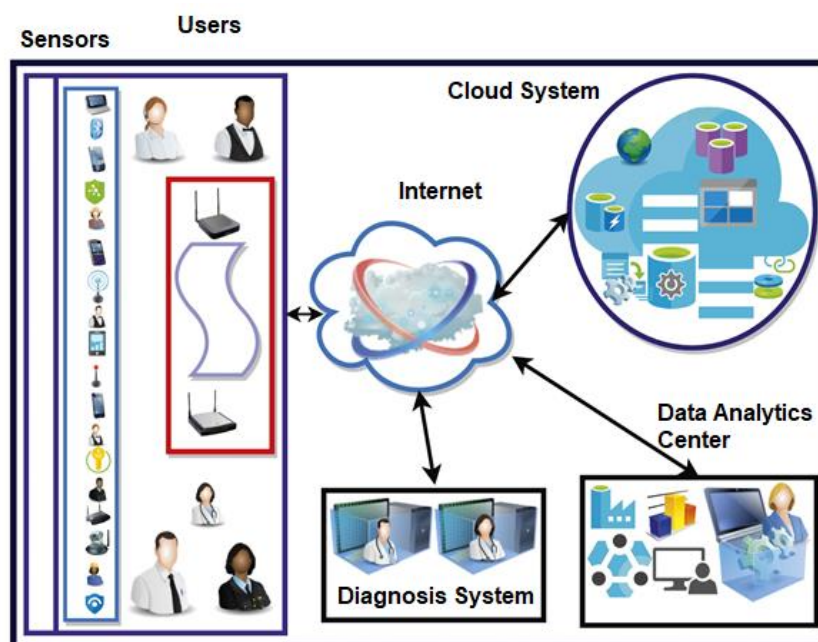 Sensors
Users
Cloud System
Internet
Data Analytics
Center
Diagnosis System